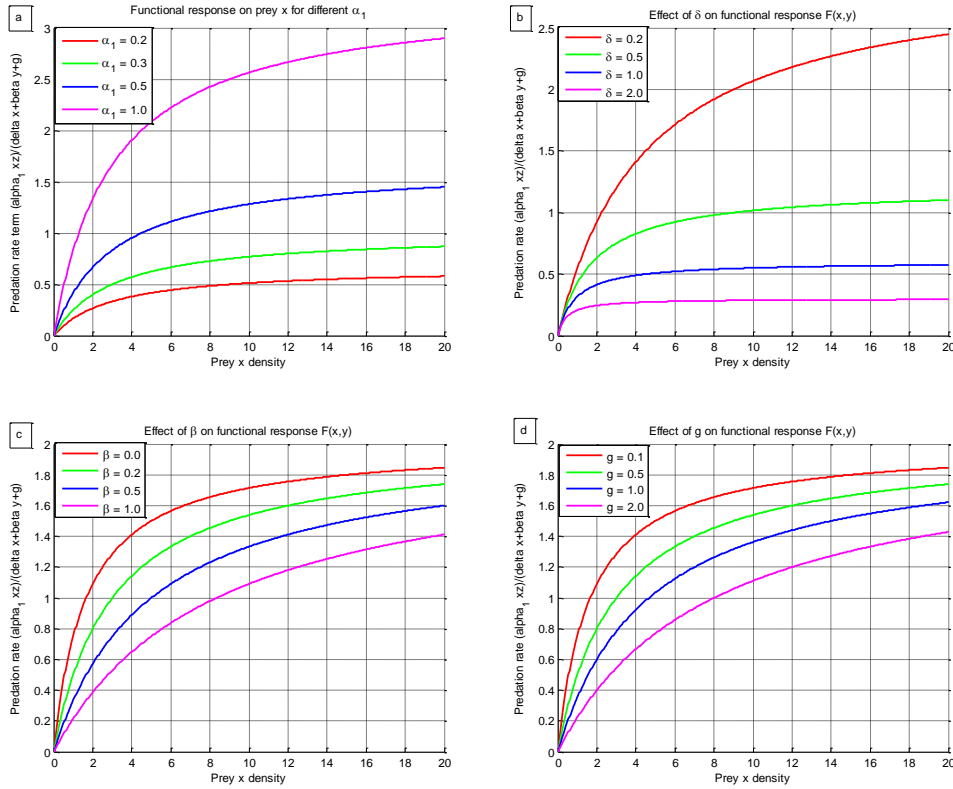 a
Functional response on prey x for different α1
α1 = 0.2
α1 = 0.3
α1 = 0.5
α1 = 1.0
Predation rate term (alpha1 xz)/(delta x+beta y+g)
3
2.5
2
1.5
1
0.5
0
0 2 4 6 8 10 12 14 16 18 20
Prey x density
b
Effect of δ on functional response F(x,y)
δ = 0.2
δ = 0.5
δ = 1.0
δ = 2.0
Predation rate (alpha1 xz)/(delta x+beta y+g)
2.5
2
1.5
1
0.5
0
0 2 4 6 8 10 12 14 16 18 20
Prey x density
c
Effect of β on functional response F(x,y)
β = 0.0
β = 0.2
β = 0.5
β = 1.0
Predation rate (alpha1 xz)/(delta x+beta y+g)
2
1.8
1.6
1.4
1.2
1
0.8
0.6
0.4
0.2
0
0 2 4 6 8 10 12 14 16 18 20
Prey x density
d
Effect of g on functional response F(x,y)
g = 0.1
g = 0.5
g = 1.0
g = 2.0
Predation rate (alpha1 xz)/(delta x+beta y+g)
2
1.8
1.6
1.4
1.2
1
0.8
0.6
0.4
0.2
0
0 2 4 6 8 10 12 14 16 18 20
Prey x density